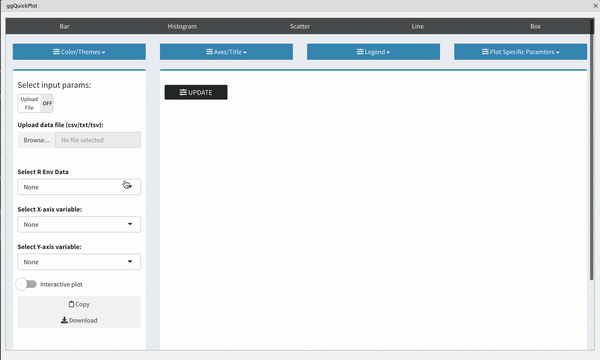 ggQuickPlot
×
Bar Histogram Scatter Line Box
Color/Themes Axes/Title Legend Plot Specific Paramters
Select input params:
Upload File OFF
UPDATE
Upload data file (csv/txt/tsv):
Browse... No file selected
Select R Env Data
None
Select X-axis variable:
None
Select Y-axis variable:
None
Interactive plot
Copy
Download